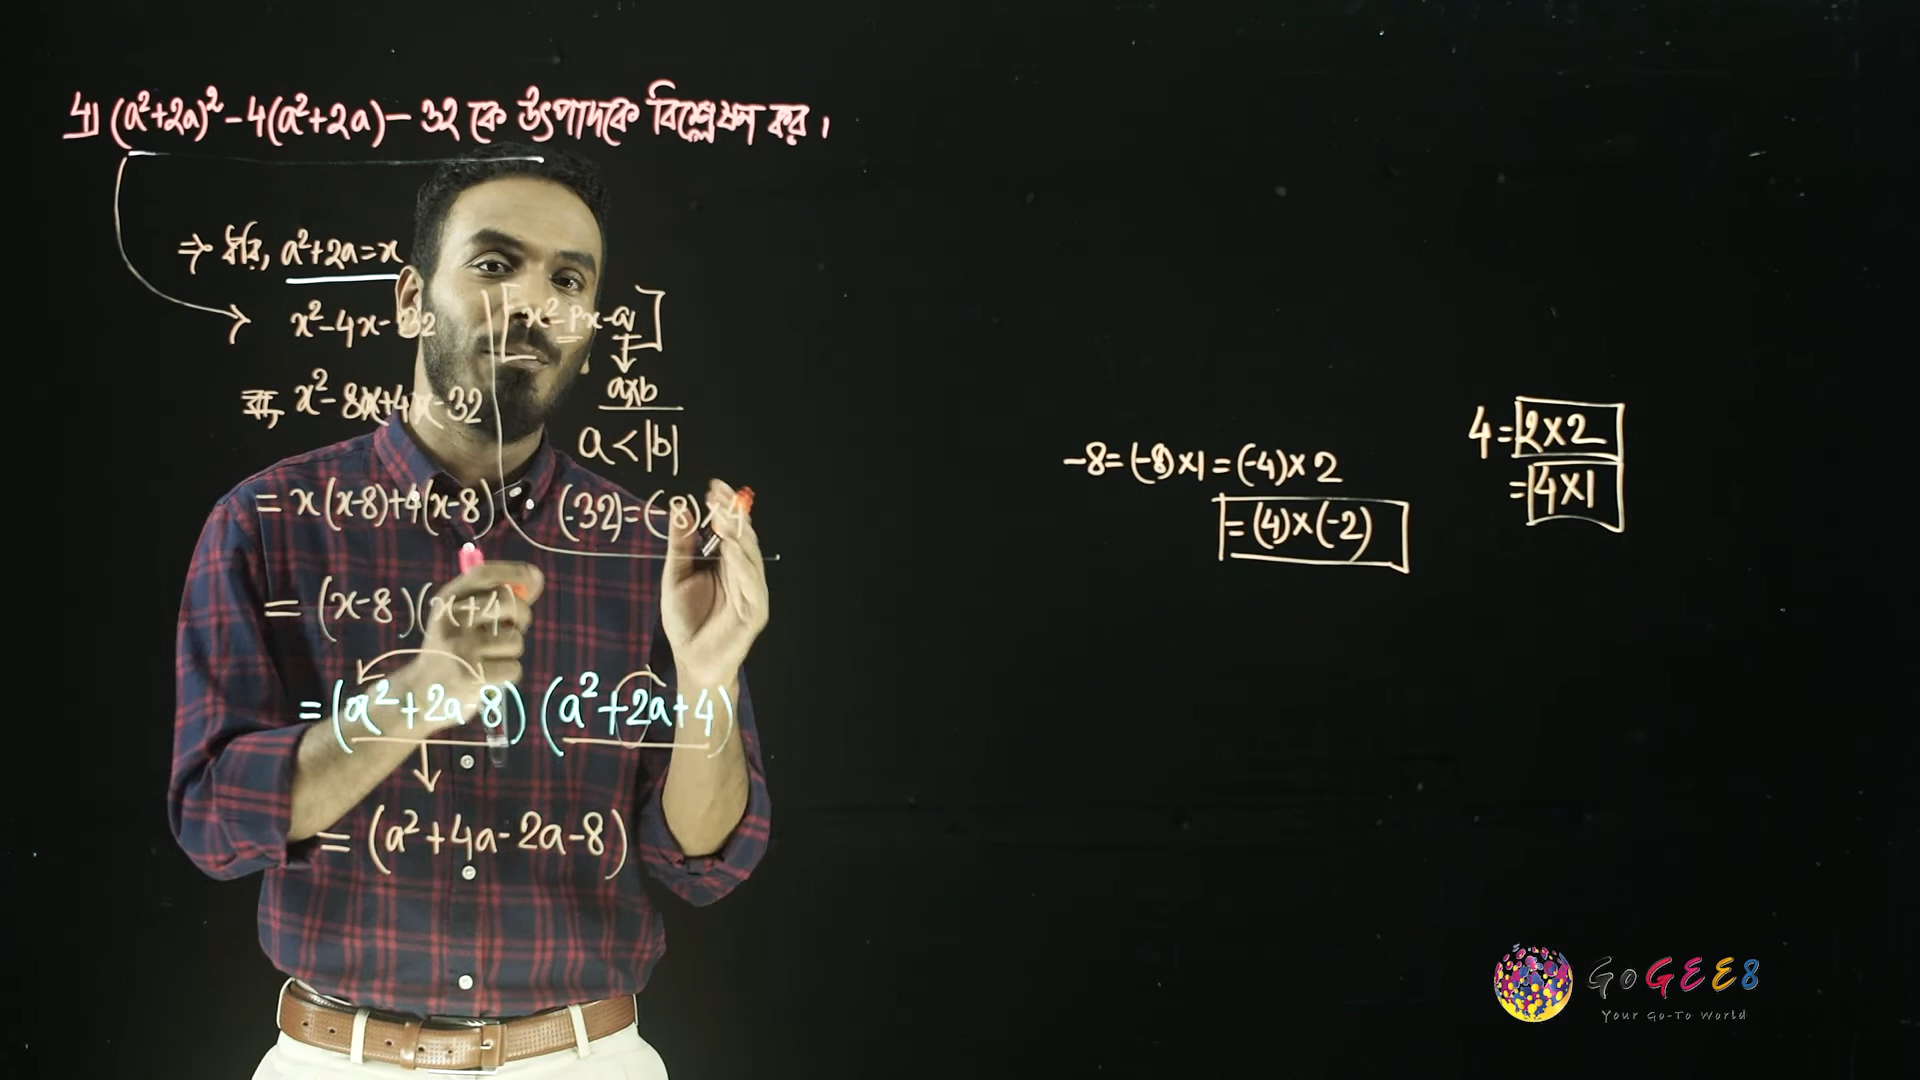 4) (a²+2a)² - 4(a²+2a) - 32 কে উৎপাদকে বিশ্লেষণ কর।
⇒ ধরি, a²+2a=x
x²-4x-32
বা, x²-8x+4x-32
= x(x-8)+4(x-8)
= (x-8)(x+4)
= (a²+2a-8) (a²+2a+4)
= (a²+4a-2a-8)
[x²-Px-q]
axb
a<|b|
(-32)=(-8)×4
-8=(-8)×1=(-4)×2
=(4)×(-2)
4=2×2
=4×1
GoGEE8
Your Go-To World